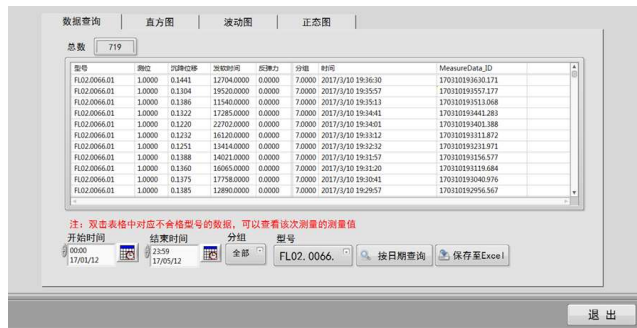 数据查询 直方图 波动图 正态图
总数 719
型号 测位 沉降位移 发软时间 反弹力 分组 时间 MeasureData_ID
FL02.0066.01 1.0000 0.1441 12704.0000 0.0000 7.0000 2017/3/10 19:36:30 170310193630.171
FL02.0066.01 1.0000 0.1304 19520.0000 0.0000 7.0000 2017/3/10 19:35:57 170310193557.177
FL02.0066.01 1.0000 0.1386 11540.0000 0.0000 7.0000 2017/3/10 19:35:13 170310193513.068
FL02.0066.01 1.0000 0.1322 17285.0000 0.0000 7.0000 2017/3/10 19:34:41 170310193441.283
FL02.0066.01 1.0000 0.1220 22702.0000 0.0000 7.0000 2017/3/10 19:34:01 170310193401.388
FL02.0066.01 1.0000 0.1232 16120.0000 0.0000 7.0000 2017/3/10 19:33:12 170310193311.872
FL02.0066.01 1.0000 0.1251 13414.0000 0.0000 7.0000 2017/3/10 19:32:32 170310193231.971
FL02.0066.01 1.0000 0.1388 14021.0000 0.0000 7.0000 2017/3/10 19:31:57 170310193156.577
FL02.0066.01 1.0000 0.1360 16065.0000 0.0000 7.0000 2017/3/10 19:31:20 170310193119.684
FL02.0066.01 1.0000 0.1375 17758.0000 0.0000 7.0000 2017/3/10 19:30:41 170310193040.976
FL02.0066.01 1.0000 0.1385 12890.0000 0.0000 7.0000 2017/3/10 19:29:57 170310192956.567
注：双击表格中对应不合格型号的数据，可以查看该次测量的测量值
开始时间 结束时间 分组 型号
00:00 23:59 全部 FL02.0066. 按日期查询 保存至Excel
17/01/12 17/05/12
退出